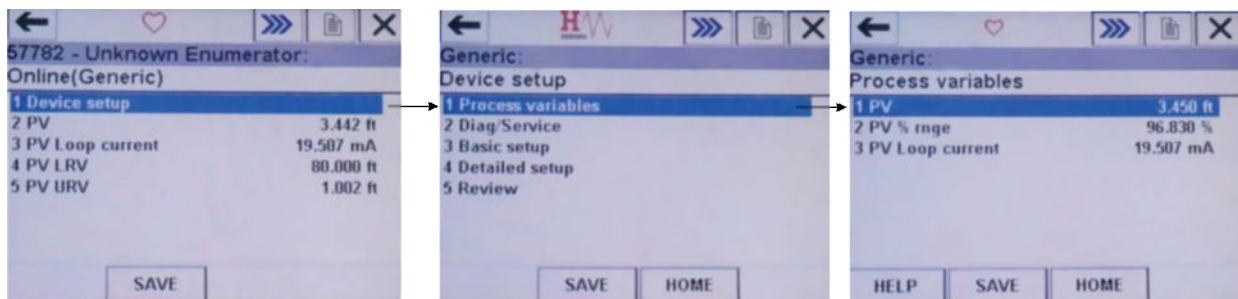 57782 - Unknown Enumerator:
Online(Generic)
1 Device setup
2 PV 3.442 ft
3 PV Loop current 19.507 mA
4 PV LRV 80.000 ft
5 PV URV 1.002 ft
SAVE
H
Generic:
Device setup
1 Process variables
2 Diag/Service
3 Basic setup
4 Detailed setup
5 Review
SAVE HOME
Generic:
Process variables
1 PV 3.450 ft
2 PV % rnge 96.830 %
3 PV Loop current 19.507 mA
HELP SAVE HOME